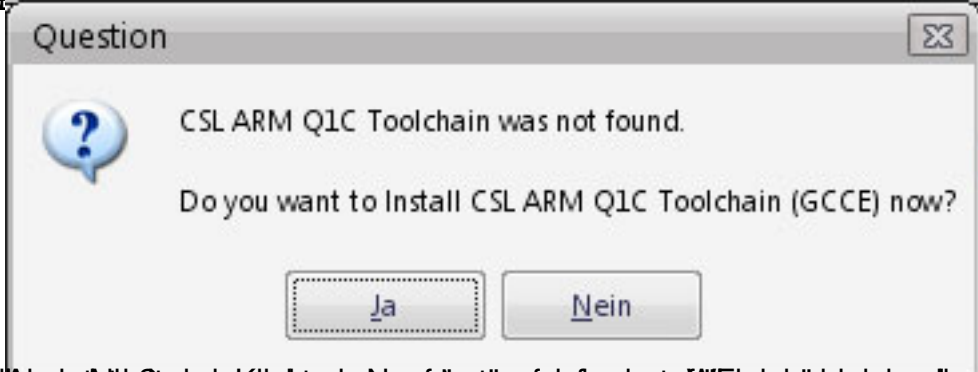 Question
CSL ARM Q1C Toolchain was not found.
Do you want to Install CSL ARM Q1C Toolchain (GCCE) now?
Ja
Nein